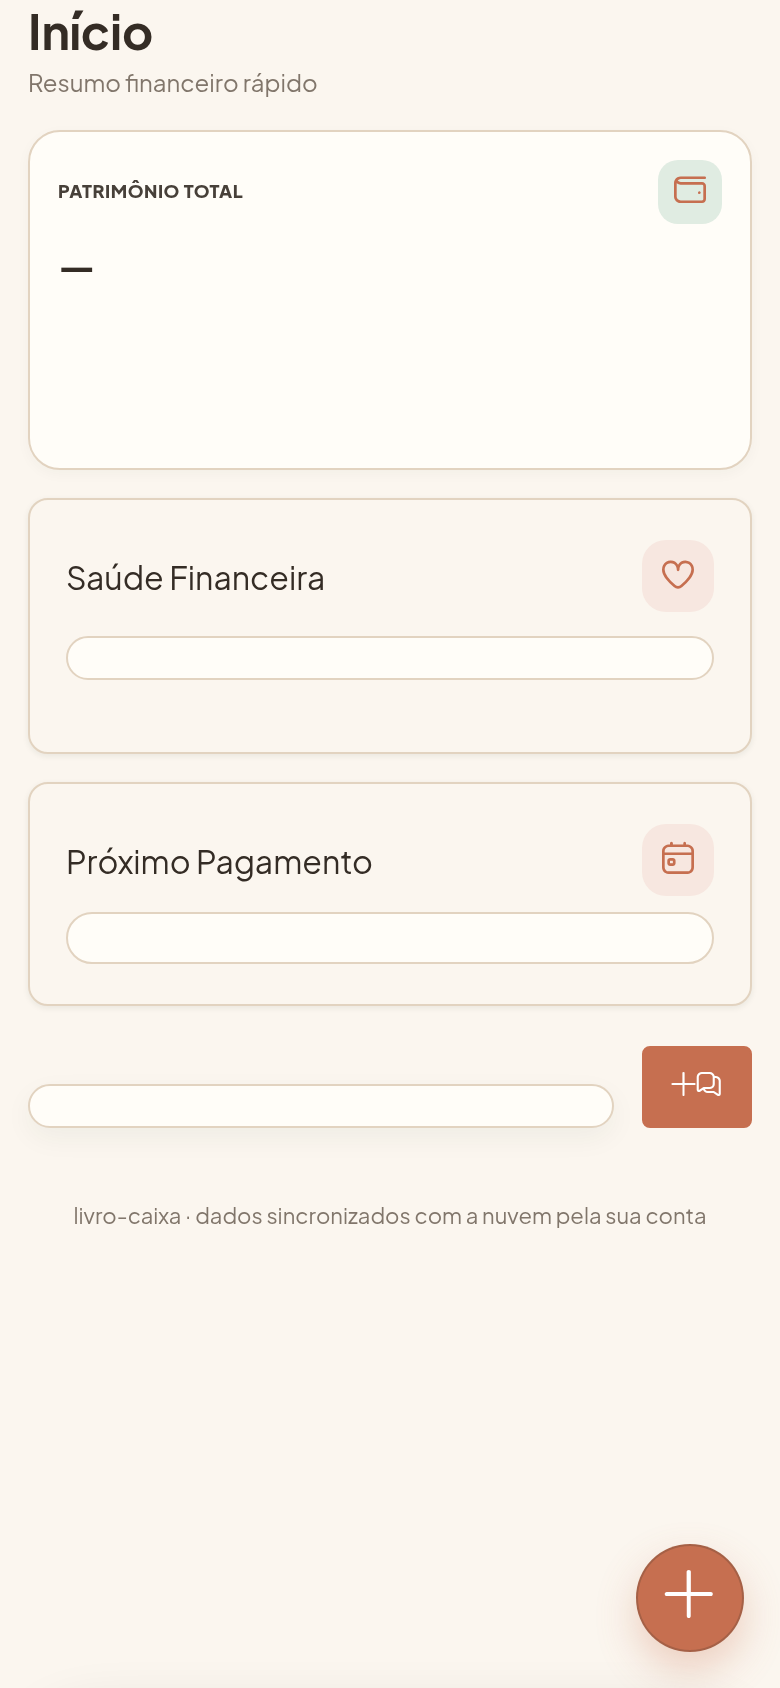 Início
Resumo financeiro rápido
PATRIMÔNIO TOTAL
—
Saúde Financeira
Próximo Pagamento
livro-caixa · dados sincronizados com a nuvem pela sua conta